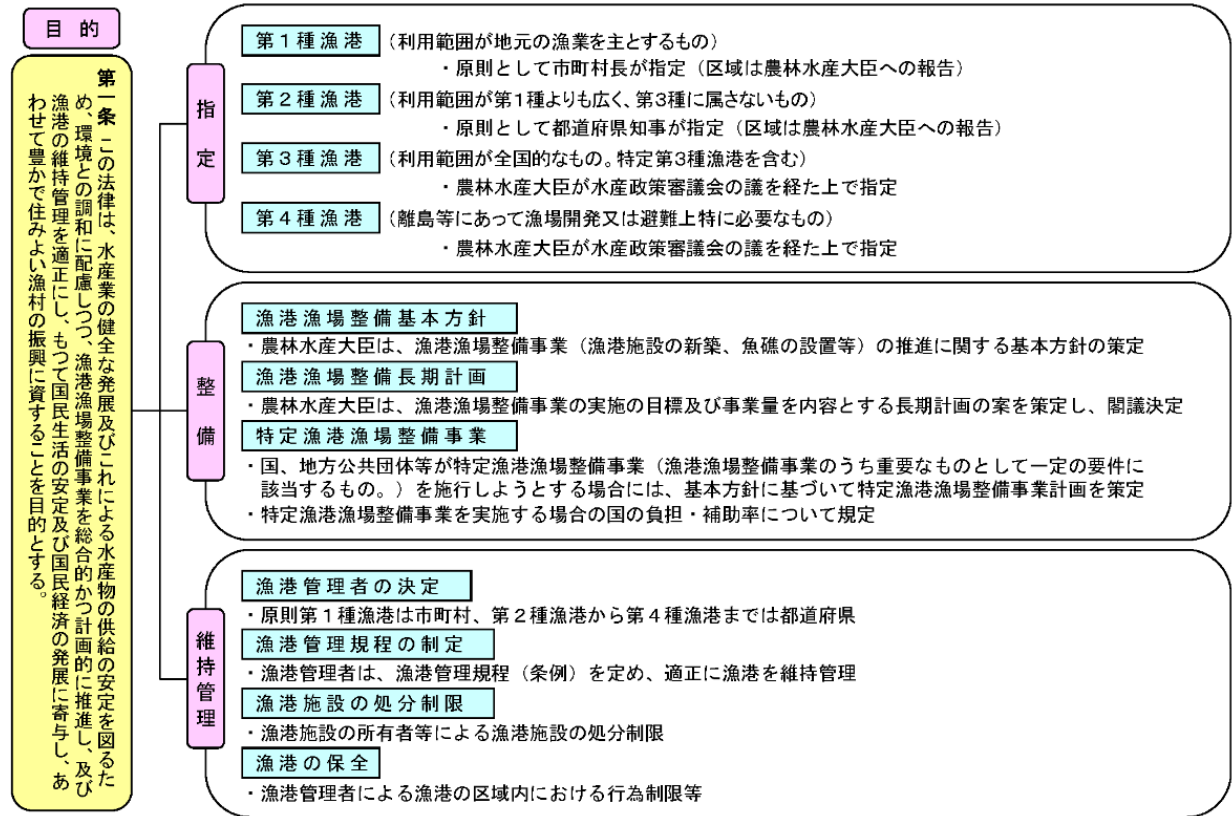 目的
第一条 この法律は、水産業の健全な発展及びこれによる水産物の供給の安定を図るた
め、環境との調和に配慮しつつ、漁港漁場整備事業を総合的かつ計画的に推進し、及び
漁港の維持管理を適正にし、もつて国民生活の安定及び国民経済の発展に寄与し、あ
わせて豊かで住みよい漁村の振興に資することを目的とする。
指定
第１種漁港 (利用範囲が地元の漁業を主とするもの)
・原則として市町村長が指定（区域は農林水産大臣への報告）
第２種漁港 (利用範囲が第１種よりも広く、第３種に属さないもの)
・原則として都道府県知事が指定（区域は農林水産大臣への報告）
第３種漁港 (利用範囲が全国的なもの。特定第３種漁港を含む)
・農林水産大臣が水産政策審議会の議を経た上で指定
第４種漁港 (離島等にあって漁場開発又は避難上特に必要なもの)
・農林水産大臣が水産政策審議会の議を経た上で指定
整備
漁港漁場整備基本方針
・農林水産大臣は、漁港漁場整備事業（漁港施設の新築、魚礁の設置等）の推進に関する基本方針の策定
漁港漁場整備長期計画
・農林水産大臣は、漁港漁場整備事業の実施の目標及び事業量を内容とする長期計画の案を策定し、閣議決定
特定漁港漁場整備事業
・国、地方公共団体等が特定漁港漁場整備事業（漁港漁場整備事業のうち重要なものとして一定の要件に
該当するもの。）を施行しようとする場合には、基本方針に基づいて特定漁港漁場整備事業計画を策定
・特定漁港漁場整備事業を実施する場合の国の負担・補助率について規定
維持管理
漁港管理者の決定
・原則第１種漁港は市町村、第２種漁港から第４種漁港までは都道府県
漁港管理規程の制定
・漁港管理者は、漁港管理規程（条例）を定め、適正に漁港を維持管理
漁港施設の処分制限
・漁港施設の所有者等による漁港施設の処分制限
漁港の保全
・漁港管理者による漁港の区域内における行為制限等